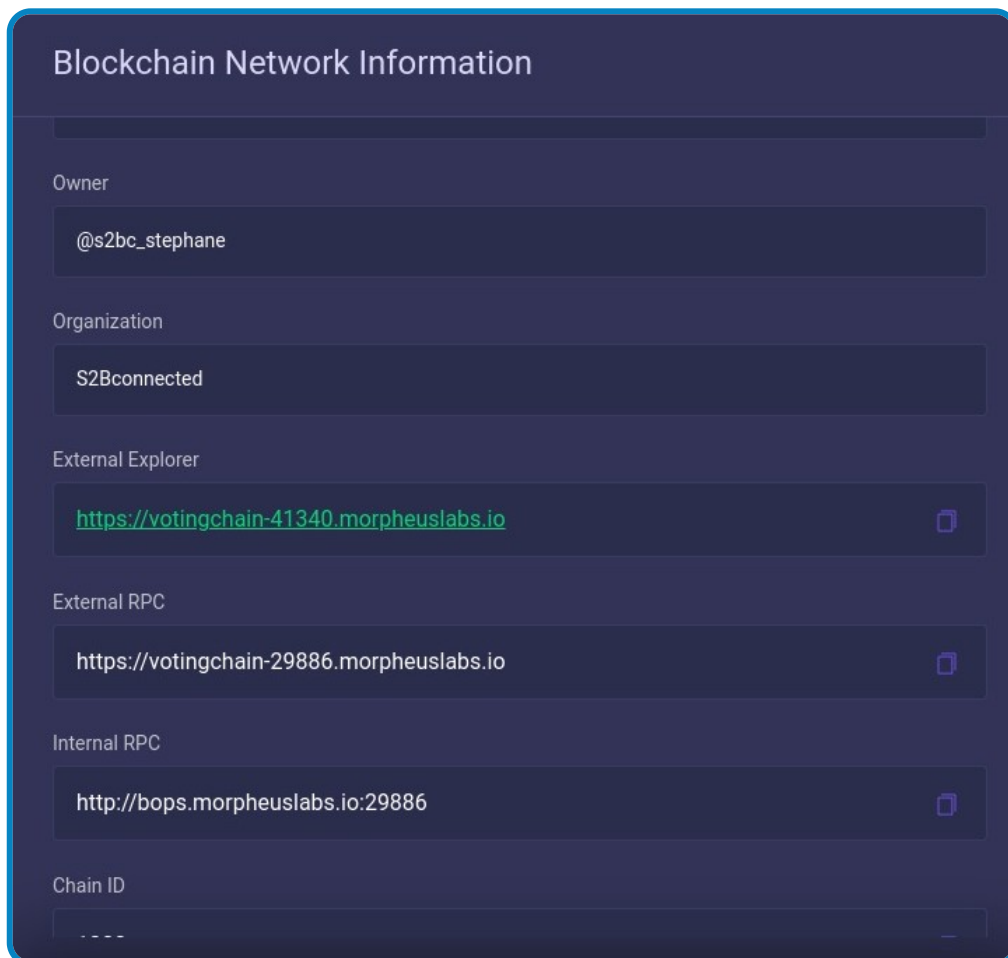 Blockchain Network Information
Owner
@s2bc_stephane
Organization
S2Bconnected
External Explorer
https://votingchain-41340.morpheuslabs.io
External RPC
https://votingchain-29886.morpheuslabs.io
Internal RPC
http://bops.morpheuslabs.io:29886
Chain ID